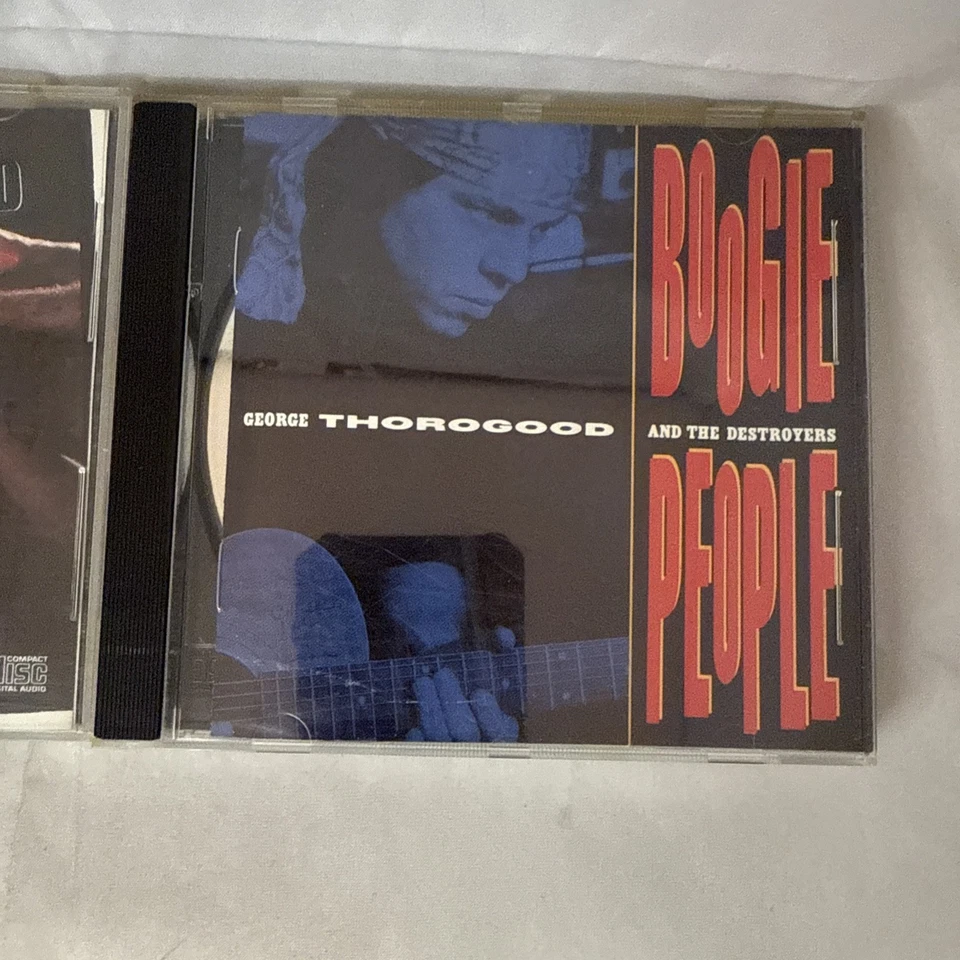 BOOGIE
GEORGE THOROGOOD
AND THE DESTROYERS
PEOPLE
COMPACT
DISC
DIGITAL AUDIO